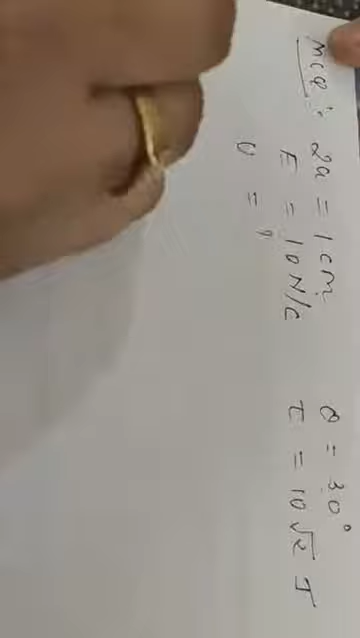 MCQ: 2a = 1 cm θ = 30°
E = 10 N/C τ = 10√2 J
U = ?